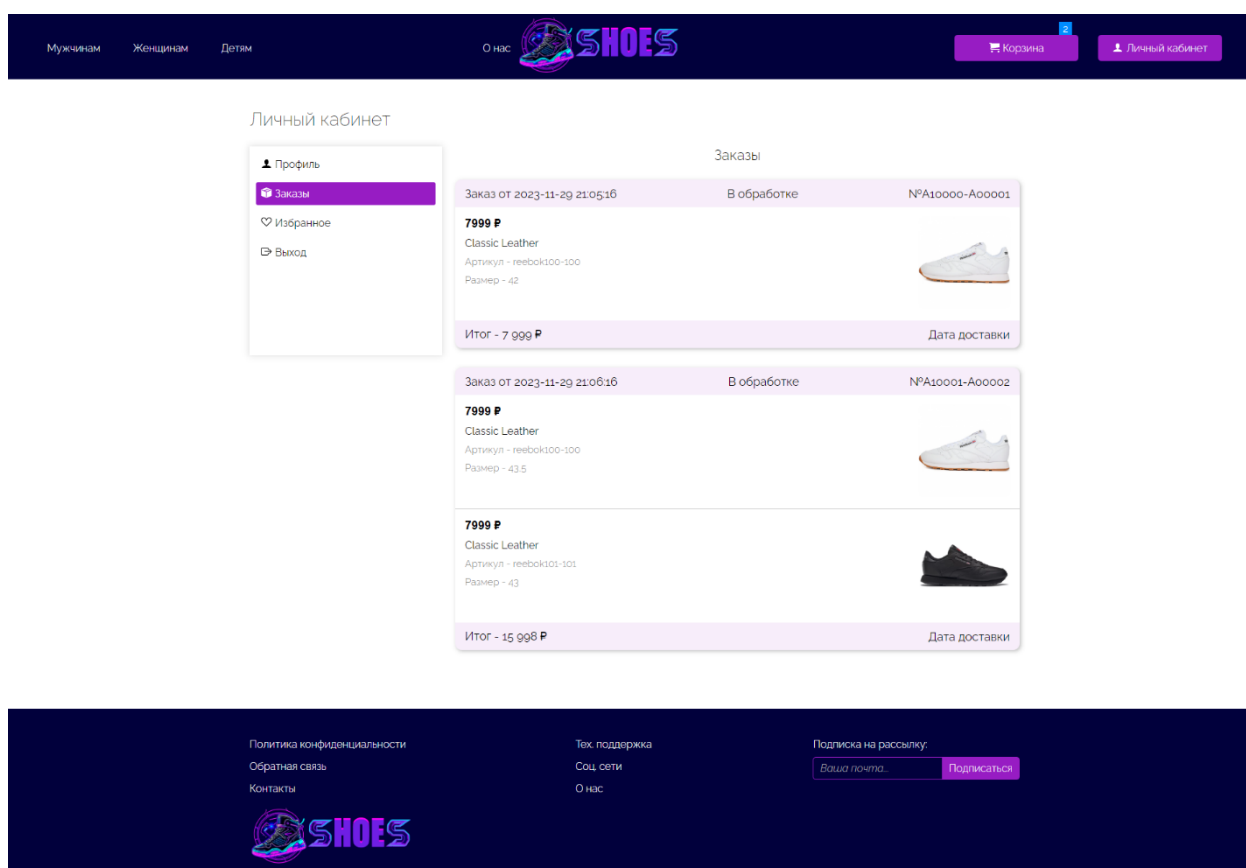 Мужчинам Женщинам Детям О нас SHOES 2 Корзина Личный кабинет
Личный кабинет
Профиль
Заказы
Избранное
Выход
Заказы
Заказ от 2023-11-29 21:05:16 В обработке №A10000-A00001
7999 ₽
Classic Leather
Артикул - reebok100-100
Размер - 42
Итог - 7 999 ₽ Дата доставки
Заказ от 2023-11-29 21:06:16 В обработке №A10001-A00002
7999 ₽
Classic Leather
Артикул - reebok100-100
Размер - 43.5
7999 ₽
Classic Leather
Артикул - reebok101-101
Размер - 43
Итог - 15 998 ₽ Дата доставки
Политика конфиденциальности Тех. поддержка Подписка на рассылку:
Обратная связь Соц. сети Ваша почта... Подписаться
Контакты О нас
SHOES